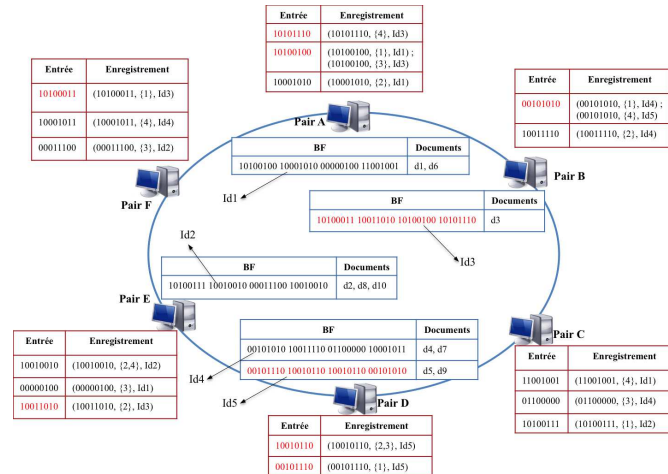 Entrée Enregistrement
10101110 (10101110, {4}, Id3)
10100100 (10100100, {1}, Id1) ;
(10100100, {3}, Id3)
10001010 (10001010, {2}, Id1)
Entrée Enregistrement
10100011 (10100011, {1}, Id3)
10001011 (10001011, {4}, Id4)
00011100 (00011100, {3}, Id2)
Entrée Enregistrement
00101010 (00101010, {1}, Id4) ;
(00101010, {4}, Id5)
10011110 (10011110, {2}, Id4)
Pair A
Pair B
Pair F
BF Documents
10100100 10001010 00000100 11001001 d1, d6
Id1
BF Documents
10100011 10011010 10100100 10101110 d3
Id2
Id3
BF Documents
10100111 10010010 00011100 10010010 d2, d8, d10
Pair E
Pair C
BF Documents
00101010 10011110 01100000 10001011 d4, d7
00101110 10010110 10010110 00101010 d5, d9
Id4
Id5
Pair D
Entrée Enregistrement
10010010 (10010010, {2,4}, Id2)
00000100 (00000100, {3}, Id1)
10011010 (10011010, {2}, Id3)
Entrée Enregistrement
11001001 (11001001, {4}, Id1)
01100000 (01100000, {3}, Id4)
10100111 (10100111, {1}, Id2)
Entrée Enregistrement
10010110 (10010110, {2,3}, Id5)
00101110 (00101110, {1}, Id5)